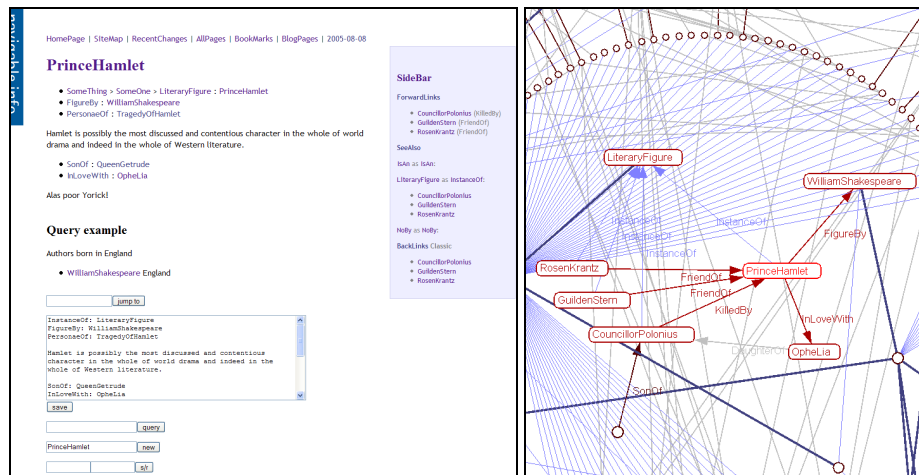 navigable info
HomePage | SiteMap | RecentChanges | AllPages | BookMarks | BlogPages | 2005-08-08
PrinceHamlet
SomeThing > SomeOne > LiteraryFigure : PrinceHamlet
FigureBy : WilliamShakespeare
PersonaeOf : TragedyOfHamlet
Hamlet is possibly the most discussed and contentious character in the whole of world
drama and indeed in the whole of Western literature.
SonOf : QueenGetrude
InLoveWith : OpheLia
Alas poor Yorick!
Query example
Authors born in England
WilliamShakespeare England
jump to
InstanceOf: LiteraryFigure
FigureBy: WilliamShakespeare
PersonaeOf: TragedyOfHamlet
Hamlet is possibly the most discussed and contentious
character in the whole of world drama and indeed in the
whole of Western literature.
SonOf: QueenGetrude
InLoveWith: OpheLia
save
query
PrinceHamlet new
s/r
SideBar
ForwardLinks
CouncillorPolonius (KilledBy)
GuildenStern (FriendOf)
RosenKrantz (FriendOf)
SeeAlso
IsAn as IsAn:
LiteraryFigure as InstanceOf:
CouncillorPolonius
GuildenStern
RosenKrantz
NoBy as NoBy:
BackLinks Classic
CouncillorPolonius
GuildenStern
RosenKrantz
LiteraryFigure
WilliamShakespeare
InstanceOf
InstanceOf
InstanceOf
InstanceOf
FigureBy
RosenKrantz
PrinceHamlet
FriendOf
FriendOf
GuildenStern
KilledBy
InLoveWith
CouncillorPolonius
DaughterOf
OpheLia
SonOf